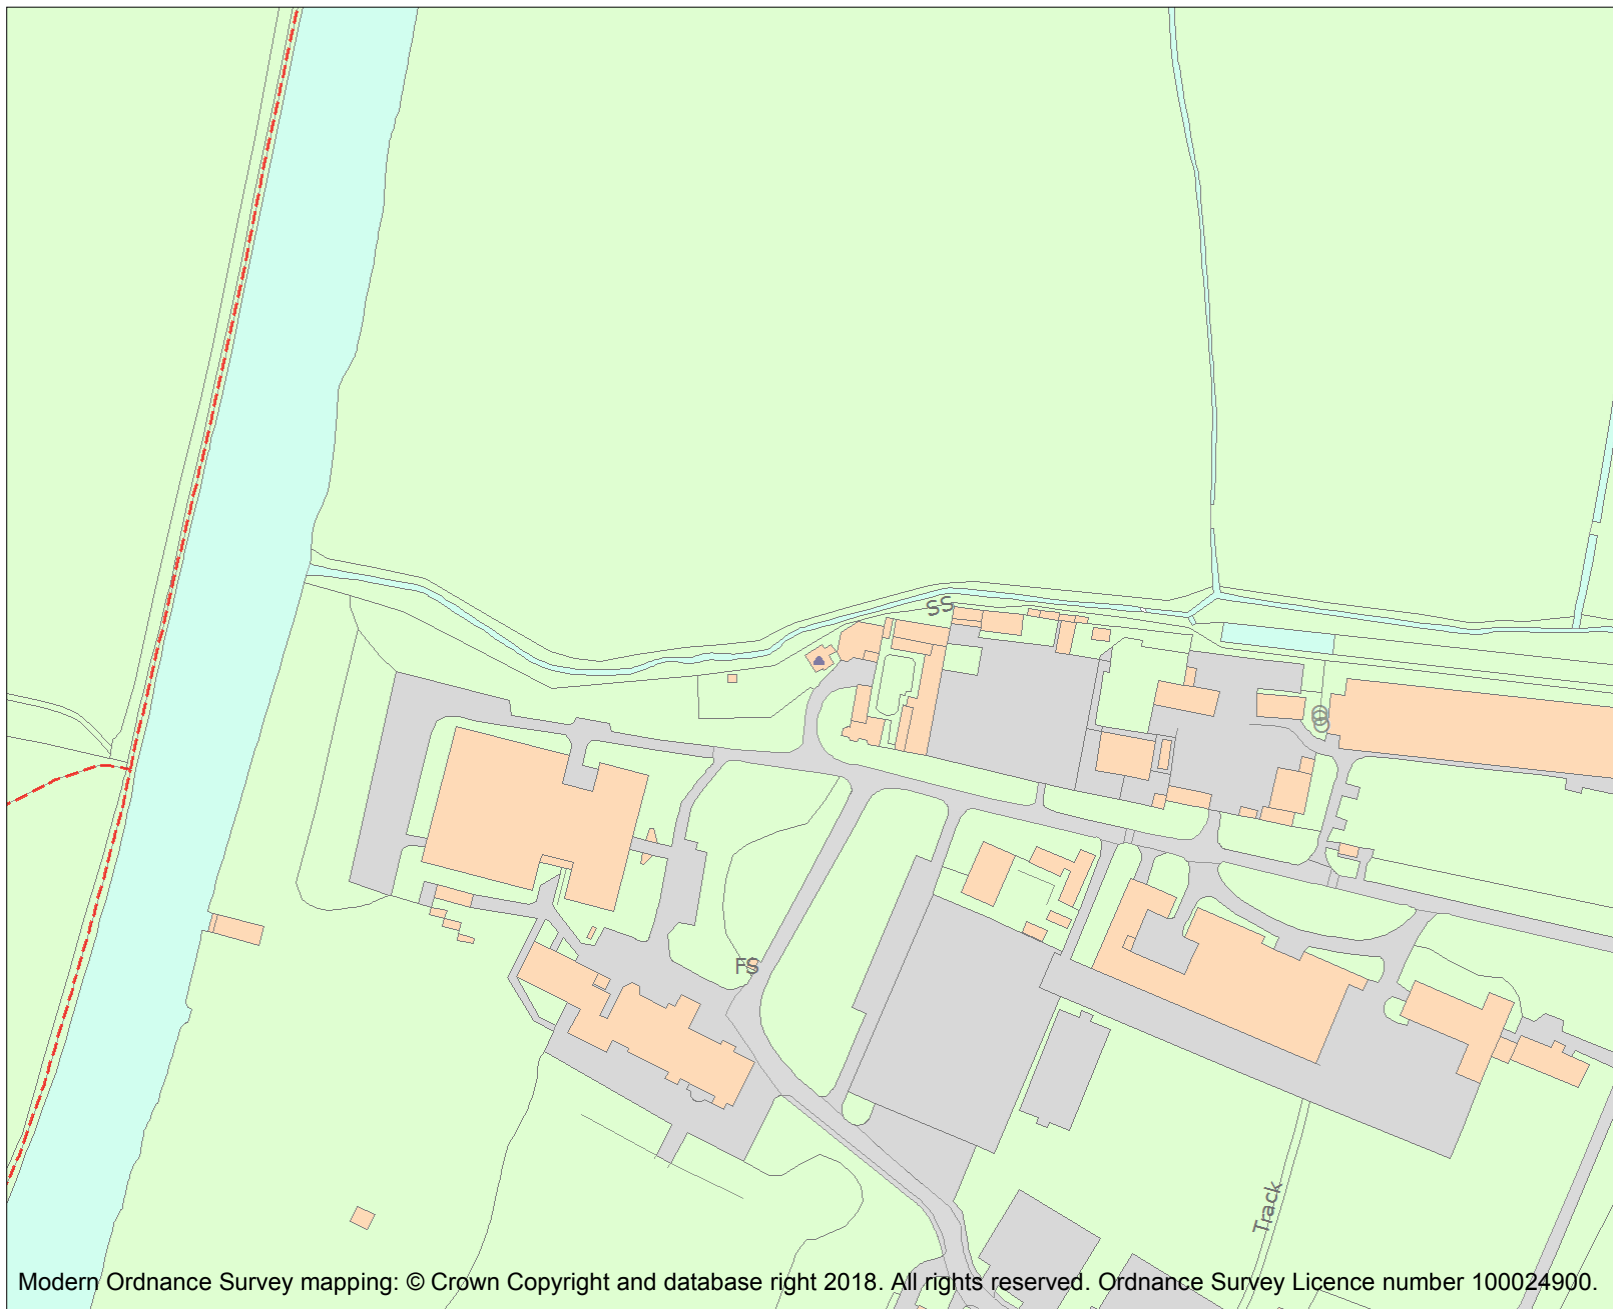 SS
FS
Track
Modern Ordnance Survey mapping: © Crown Copyright and database right 2018. All rights reserved. Ordnance Survey Licence number 100024900.